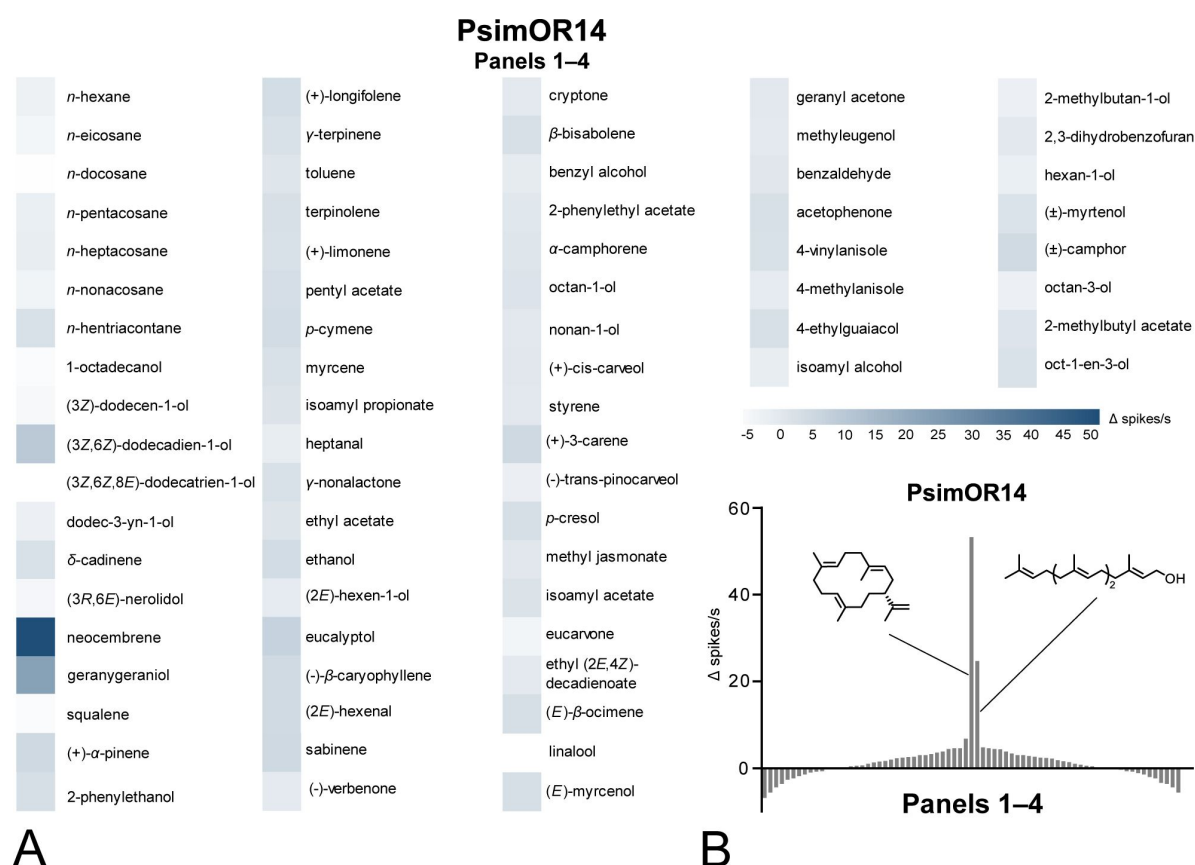 PsimOR14
Panels 1–4
n-hexane
n-eicosane
n-docosane
n-pentacosane
n-heptacosane
n-nonacosane
n-hentriacontane
1-octadecanol
(3Z)-dodecen-1-ol
(3Z,6Z)-dodecadien-1-ol
(3Z,6Z,8E)-dodecatrien-1-ol
dodec-3-yn-1-ol
δ-cadinene
(3R,6E)-nerolidol
neocembrene
geranygeraniol
squalene
(+)-α-pinene
2-phenylethanol
(+)-longifolene
γ-terpinene
toluene
terpinolene
(+)-limonene
pentyl acetate
p-cymene
myrcene
isoamyl propionate
heptanal
γ-nonalactone
ethyl acetate
ethanol
(2E)-hexen-1-ol
eucalyptol
(-)-β-caryophyllene
(2E)-hexenal
sabinene
(-)-verbenone
cryptone
β-bisabolene
benzyl alcohol
2-phenylethyl acetate
α-camphorene
octan-1-ol
nonan-1-ol
(+)-cis-carveol
styrene
(+)-3-carene
(-)-trans-pinocarveol
p-cresol
methyl jasmonate
isoamyl acetate
eucarvone
ethyl (2E,4Z)-
decadienoate
(E)-β-ocimene
linalool
(E)-myrcenol
geranyl acetone
methyleugenol
benzaldehyde
acetophenone
4-vinylanisole
4-methylanisole
4-ethylguaiacol
isoamyl alcohol
2-methylbutan-1-ol
2,3-dihydrobenzofuran
hexan-1-ol
(±)-myrtenol
(±)-camphor
octan-3-ol
2-methylbutyl acetate
oct-1-en-3-ol
Δ spikes/s
-5 0 5 10 15 20 25 30 35 40 45 50
A
PsimOR14
60
40
20
0
Δ spikes/s
2
OH
Panels 1–4
B